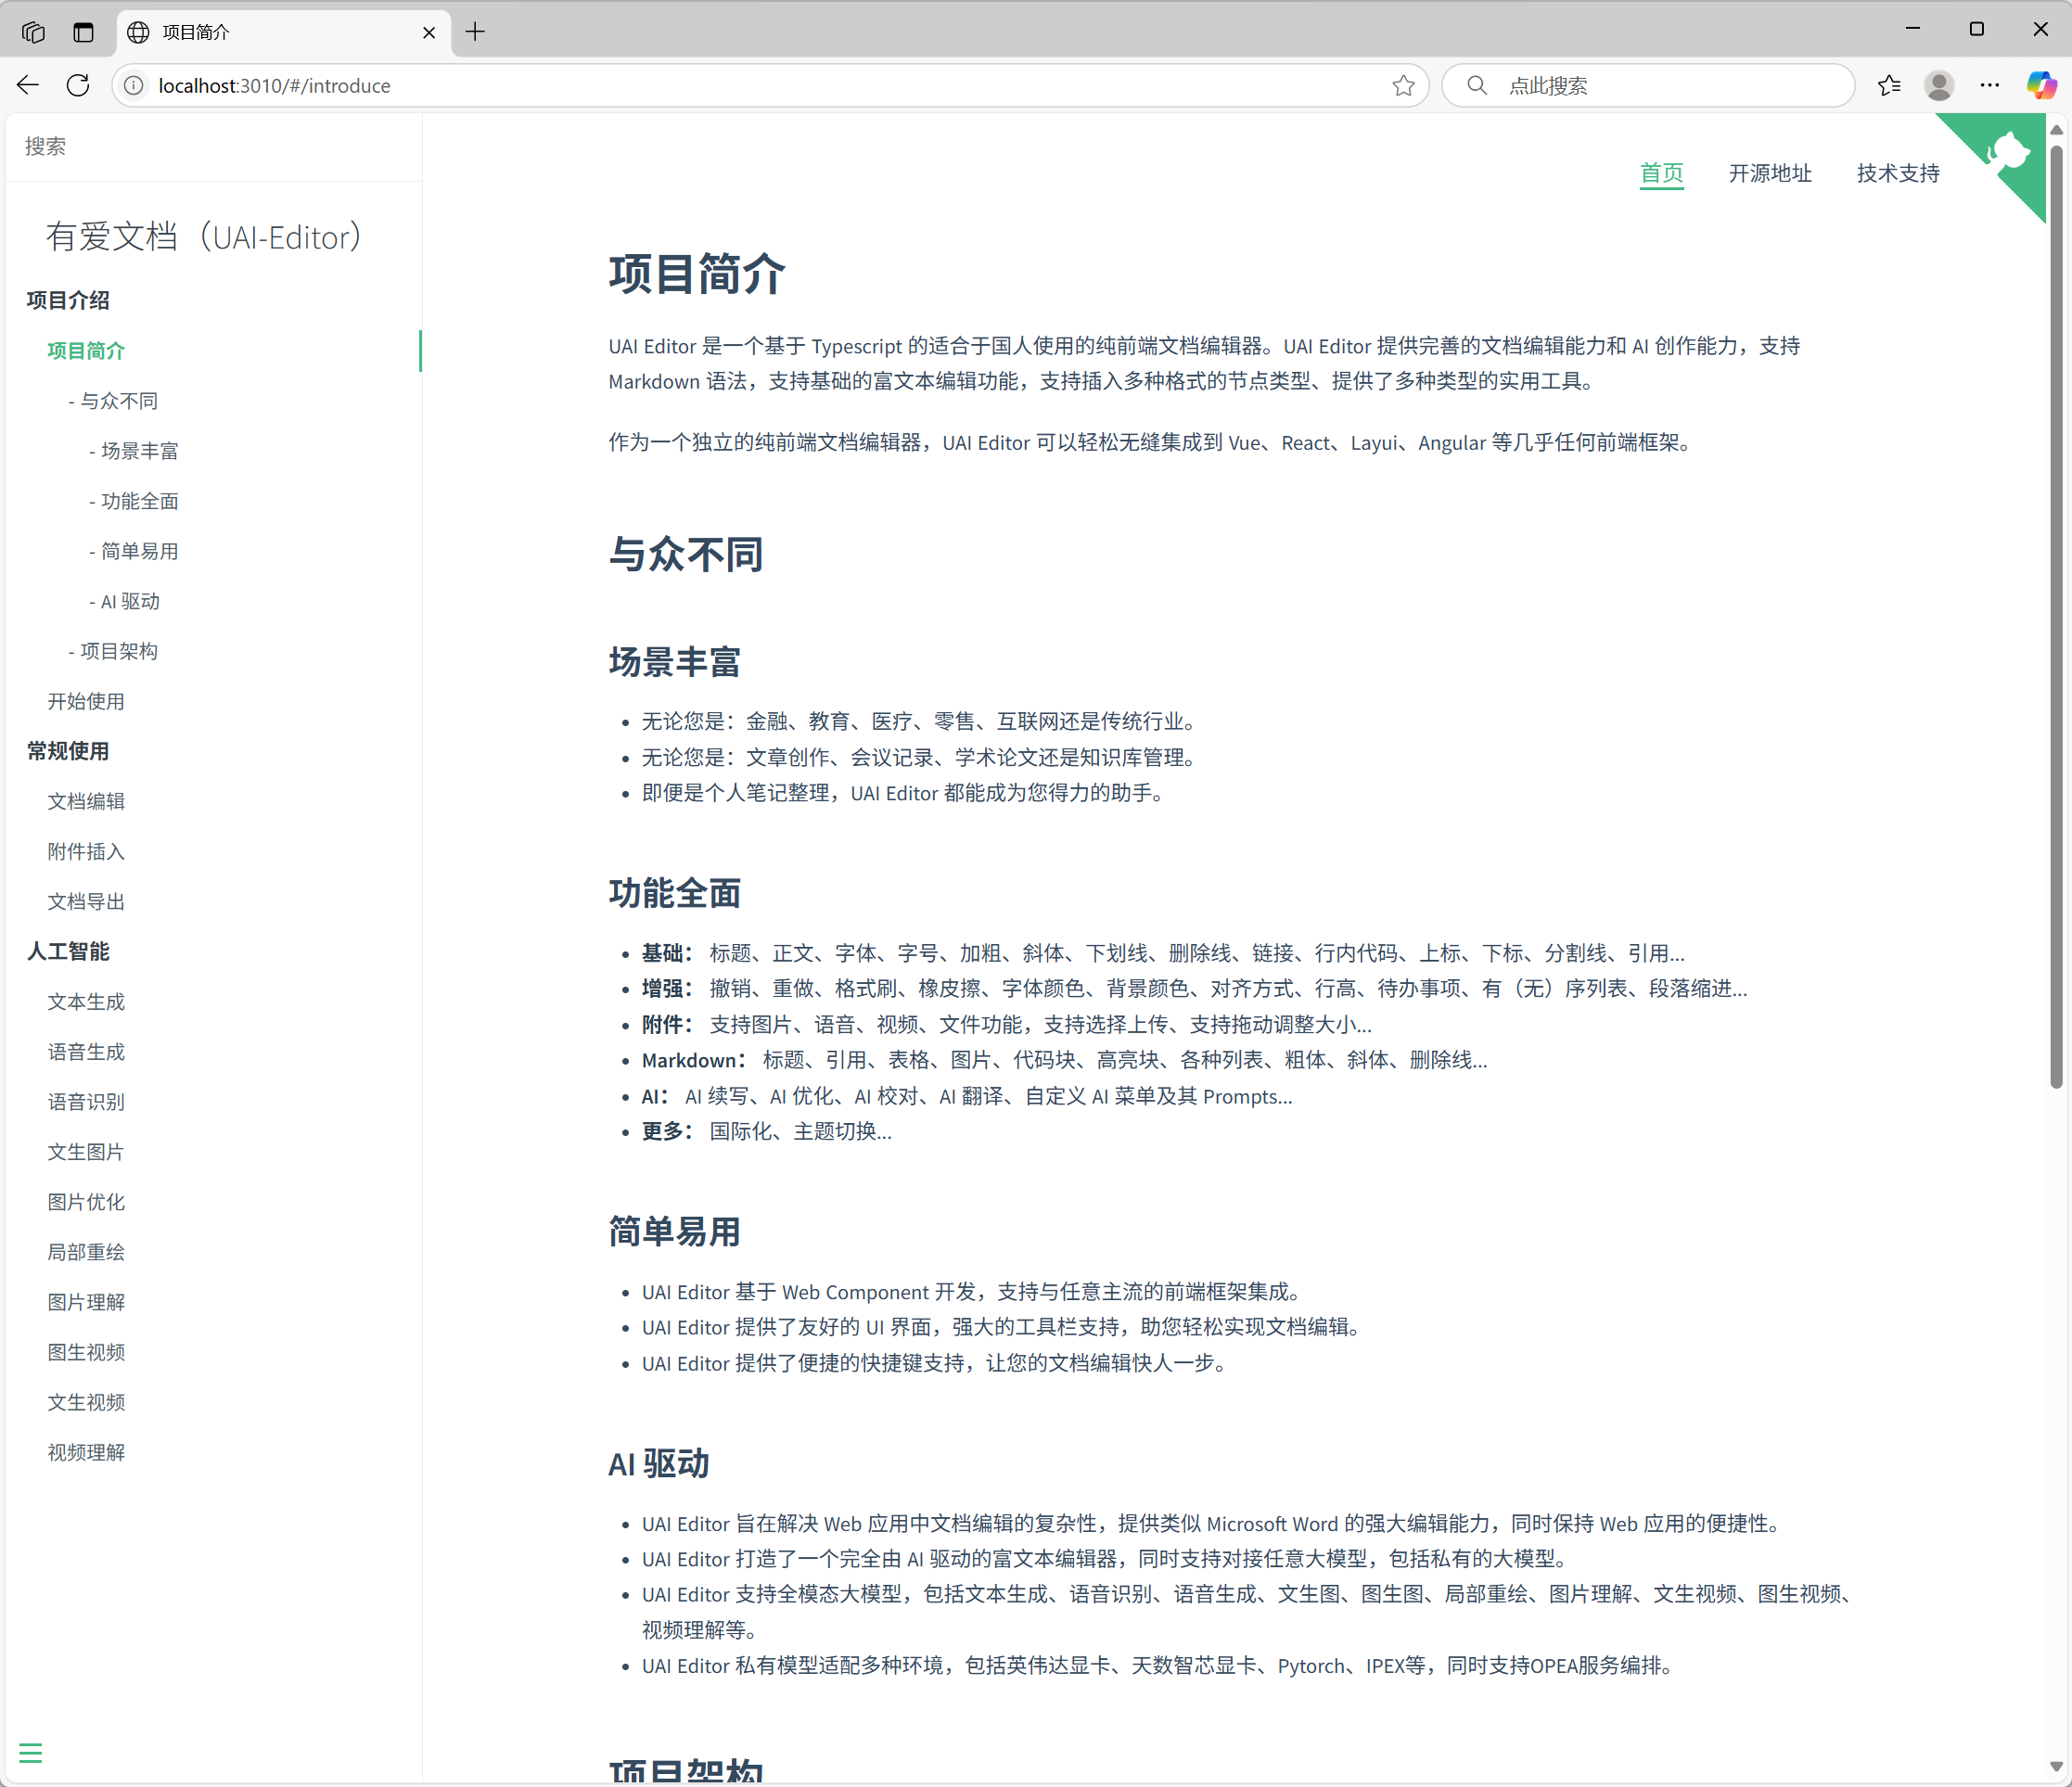 项目简介
localhost:3010/#/introduce
点此搜索
搜索
首页 开源地址 技术支持
有爱文档（UAI-Editor）
项目介绍
项目简介
- 与众不同
- 场景丰富
- 功能全面
- 简单易用
- AI 驱动
- 项目架构
开始使用
常规使用
文档编辑
附件插入
文档导出
人工智能
文本生成
语音生成
语音识别
文生图片
图片优化
局部重绘
图片理解
图生视频
文生视频
视频理解
项目简介
UAI Editor 是一个基于 Typescript 的适合于国人使用的纯前端文档编辑器。UAI Editor 提供完善的文档编辑能力和 AI 创作能力，支持
Markdown 语法，支持基础的富文本编辑功能，支持插入多种格式的节点类型、提供了多种类型的实用工具。
作为一个独立的纯前端文档编辑器，UAI Editor 可以轻松无缝集成到 Vue、React、Layui、Angular 等几乎任何前端框架。
与众不同
场景丰富
• 无论您是：金融、教育、医疗、零售、互联网还是传统行业。
• 无论您是：文章创作、会议记录、学术论文还是知识库管理。
• 即便是个人笔记整理，UAI Editor 都能成为您得力的助手。
功能全面
• 基础： 标题、正文、字体、字号、加粗、斜体、下划线、删除线、链接、行内代码、上标、下标、分割线、引用...
• 增强： 撤销、重做、格式刷、橡皮擦、字体颜色、背景颜色、对齐方式、行高、待办事项、有（无）序列表、段落缩进...
• 附件： 支持图片、语音、视频、文件功能，支持选择上传、支持拖动调整大小...
• Markdown： 标题、引用、表格、图片、代码块、高亮块、各种列表、粗体、斜体、删除线...
• AI： AI 续写、AI 优化、AI 校对、AI 翻译、自定义 AI 菜单及其 Prompts...
• 更多： 国际化、主题切换...
简单易用
• UAI Editor 基于 Web Component 开发，支持与任意主流的前端框架集成。
• UAI Editor 提供了友好的 UI 界面，强大的工具栏支持，助您轻松实现文档编辑。
• UAI Editor 提供了便捷的快捷键支持，让您的文档编辑快人一步。
AI 驱动
• UAI Editor 旨在解决 Web 应用中文档编辑的复杂性，提供类似 Microsoft Word 的强大编辑能力，同时保持 Web 应用的便捷性。
• UAI Editor 打造了一个完全由 AI 驱动的富文本编辑器，同时支持对接任意大模型，包括私有的大模型。
• UAI Editor 支持全模态大模型，包括文本生成、语音识别、语音生成、文生图、图生图、局部重绘、图片理解、文生视频、图生视频、
视频理解等。
• UAI Editor 私有模型适配多种环境，包括英伟达显卡、天数智芯显卡、Pytorch、IPEX等，同时支持OPEA服务编排。
项目架构